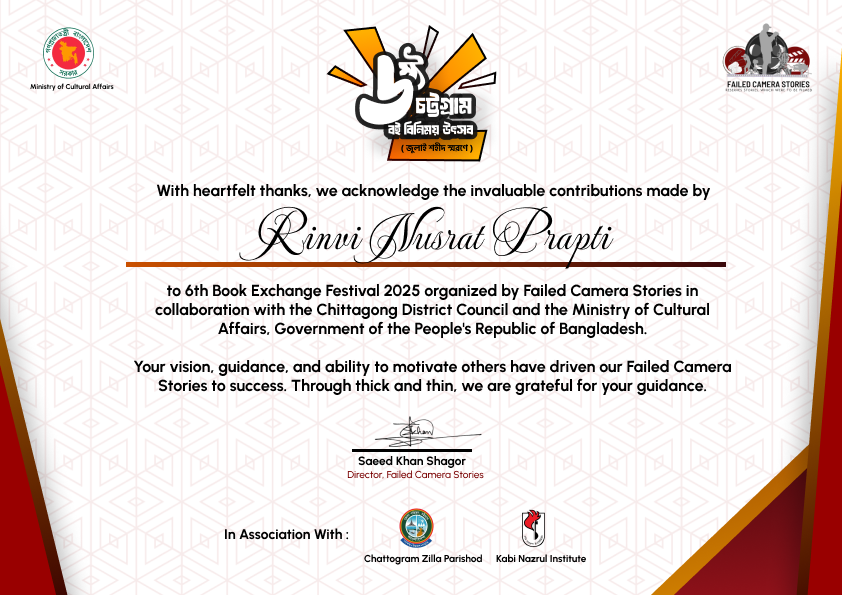 গণপ্রজাতন্ত্রী বাংলাদেশ
সরকার
Ministry of Cultural Affairs
৬ষ্ঠ
চট্টগ্রাম
বই বিনিময় উৎসব
( জুলাই শহীদ স্মরণে )
FAILED CAMERA STORIES
With heartfelt thanks, we acknowledge the invaluable contributions made by
Rinvi Nusrat Prapti
to 6th Book Exchange Festival 2025 organized by Failed Camera Stories in
collaboration with the Chittagong District Council and the Ministry of Cultural
Affairs, Government of the People's Republic of Bangladesh.
Your vision, guidance, and ability to motivate others have driven our Failed Camera
Stories to success. Through thick and thin, we are grateful for your guidance.
Saeed Khan Shagor
Director, Failed Camera Stories
In Association With :
Chattogram Zilla Parishod
Kabi Nazrul Institute